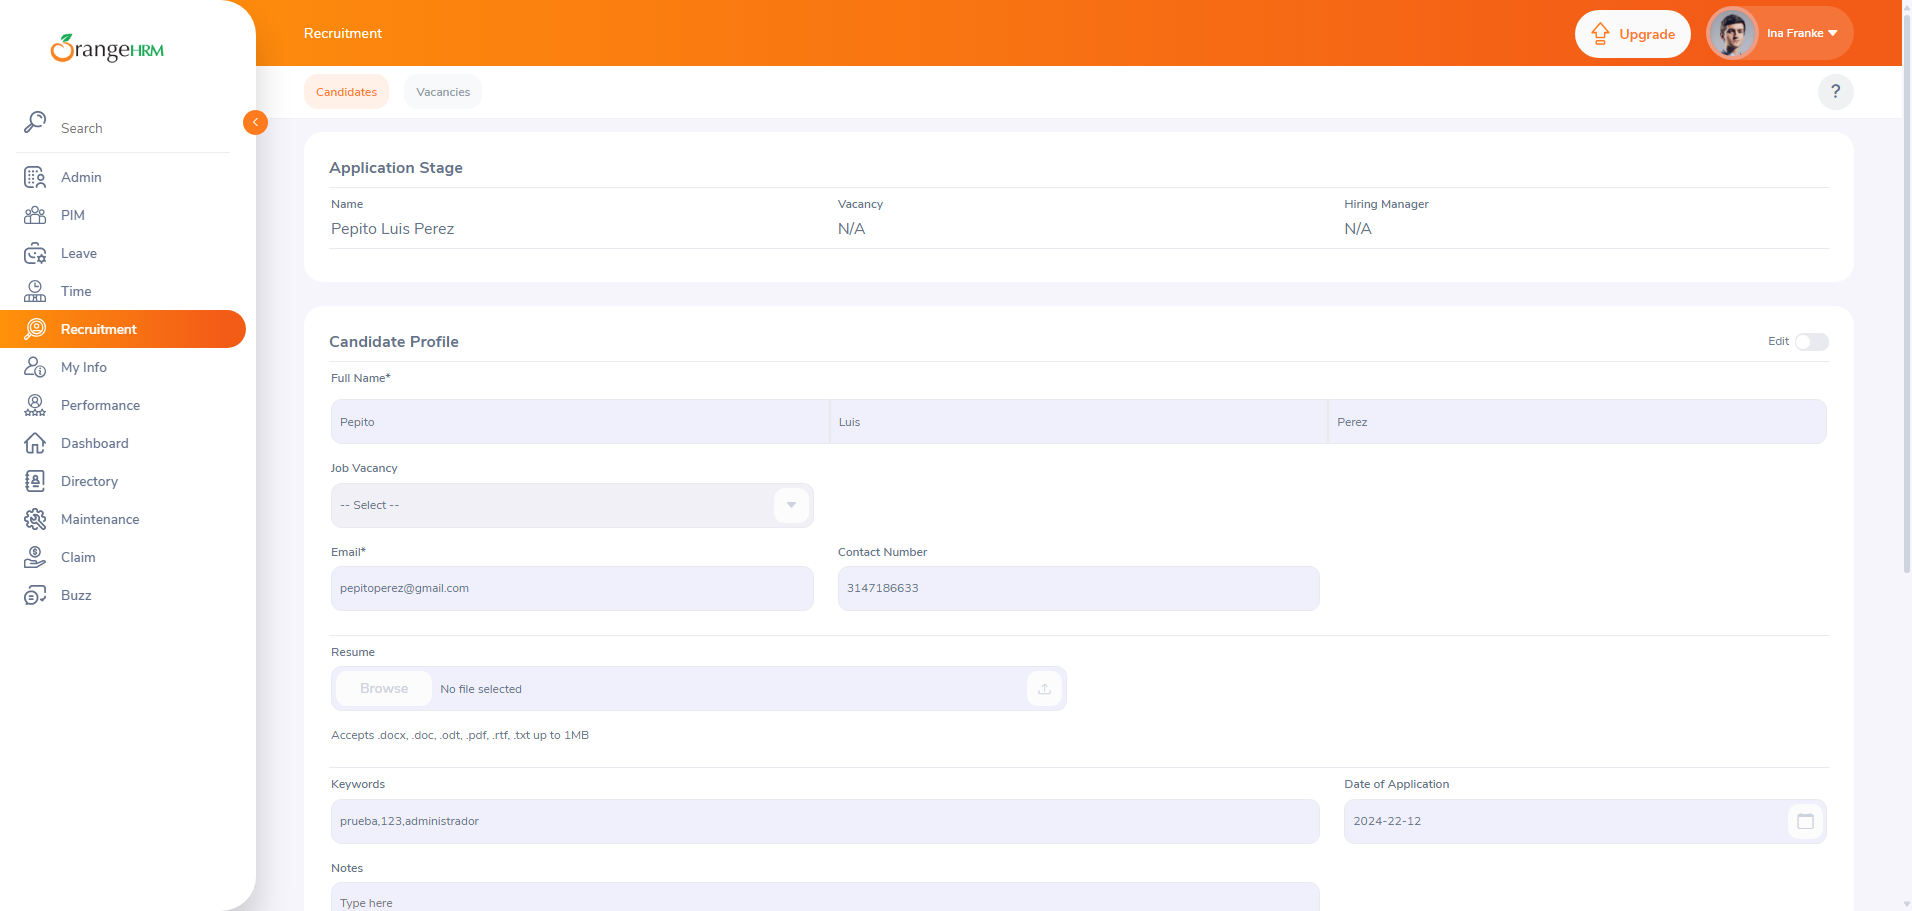 OrangeHRM
Recruitment
Upgrade
Ina Franke
Candidates
Vacancies
?
Search
Admin
PIM
Leave
Time
Recruitment
My Info
Performance
Dashboard
Directory
Maintenance
Claim
Buzz
Application Stage
Name
Vacancy
Hiring Manager
Pepito Luis Perez
N/A
N/A
Candidate Profile
Edit
Full Name*
Pepito
Luis
Perez
Job Vacancy
-- Select --
Email*
Contact Number
pepitoperez@gmail.com
3147186633
Resume
Browse
No file selected
Accepts .docx, .doc, .odt, .pdf, .rtf, .txt up to 1MB
Keywords
Date of Application
prueba,123,administrador
2024-22-12
Notes
Type here